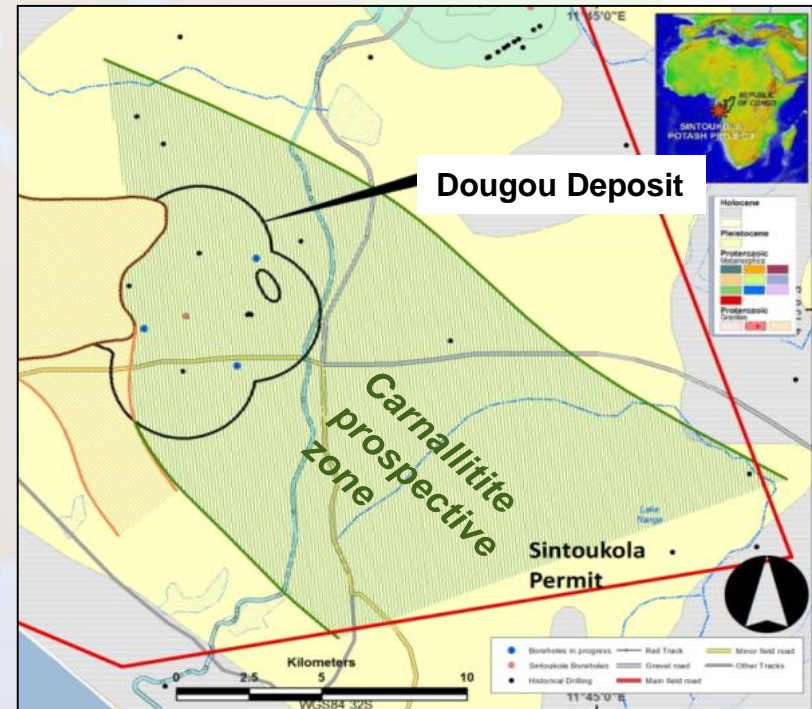 11°45'0"E
REPUBLIC
OF CONGO
SINTOUKOLA
POTASH PROJECT
Dougou Deposit
Holocene
Pleistocene
Proterozoic
Metamorphics
Proterozoic
Granites
Carnallitite
prospective
zone
Lake
Nanga
Sintoukola
Permit
Kilometers
0 2.5 5 10
WGS84 32S
Boreholes in progress
Rail Track
Minor field road
Sintoukola Boreholes
Gravel road
Other Tracks
Historical Drilling
Main field road
11°45'0"E